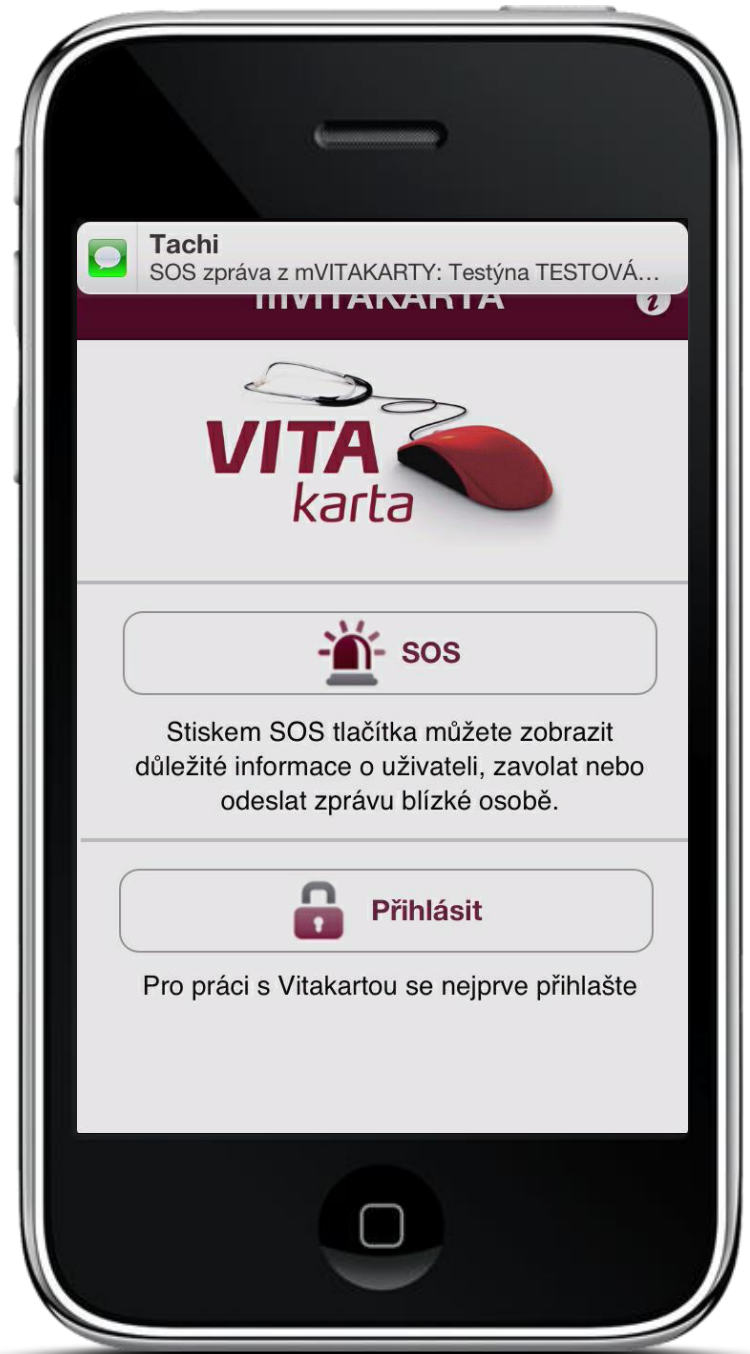 Tachi
SOS zpráva z mVITAKARTY: Testýna TESTOVÁ…
mVITAKARTA
VITA
karta
SOS
Stiskem SOS tlačítka můžete zobrazit
důležité informace o uživateli, zavolat nebo
odeslat zprávu blízké osobě.
Přihlásit
Pro práci s Vitakartou se nejprve přihlašte